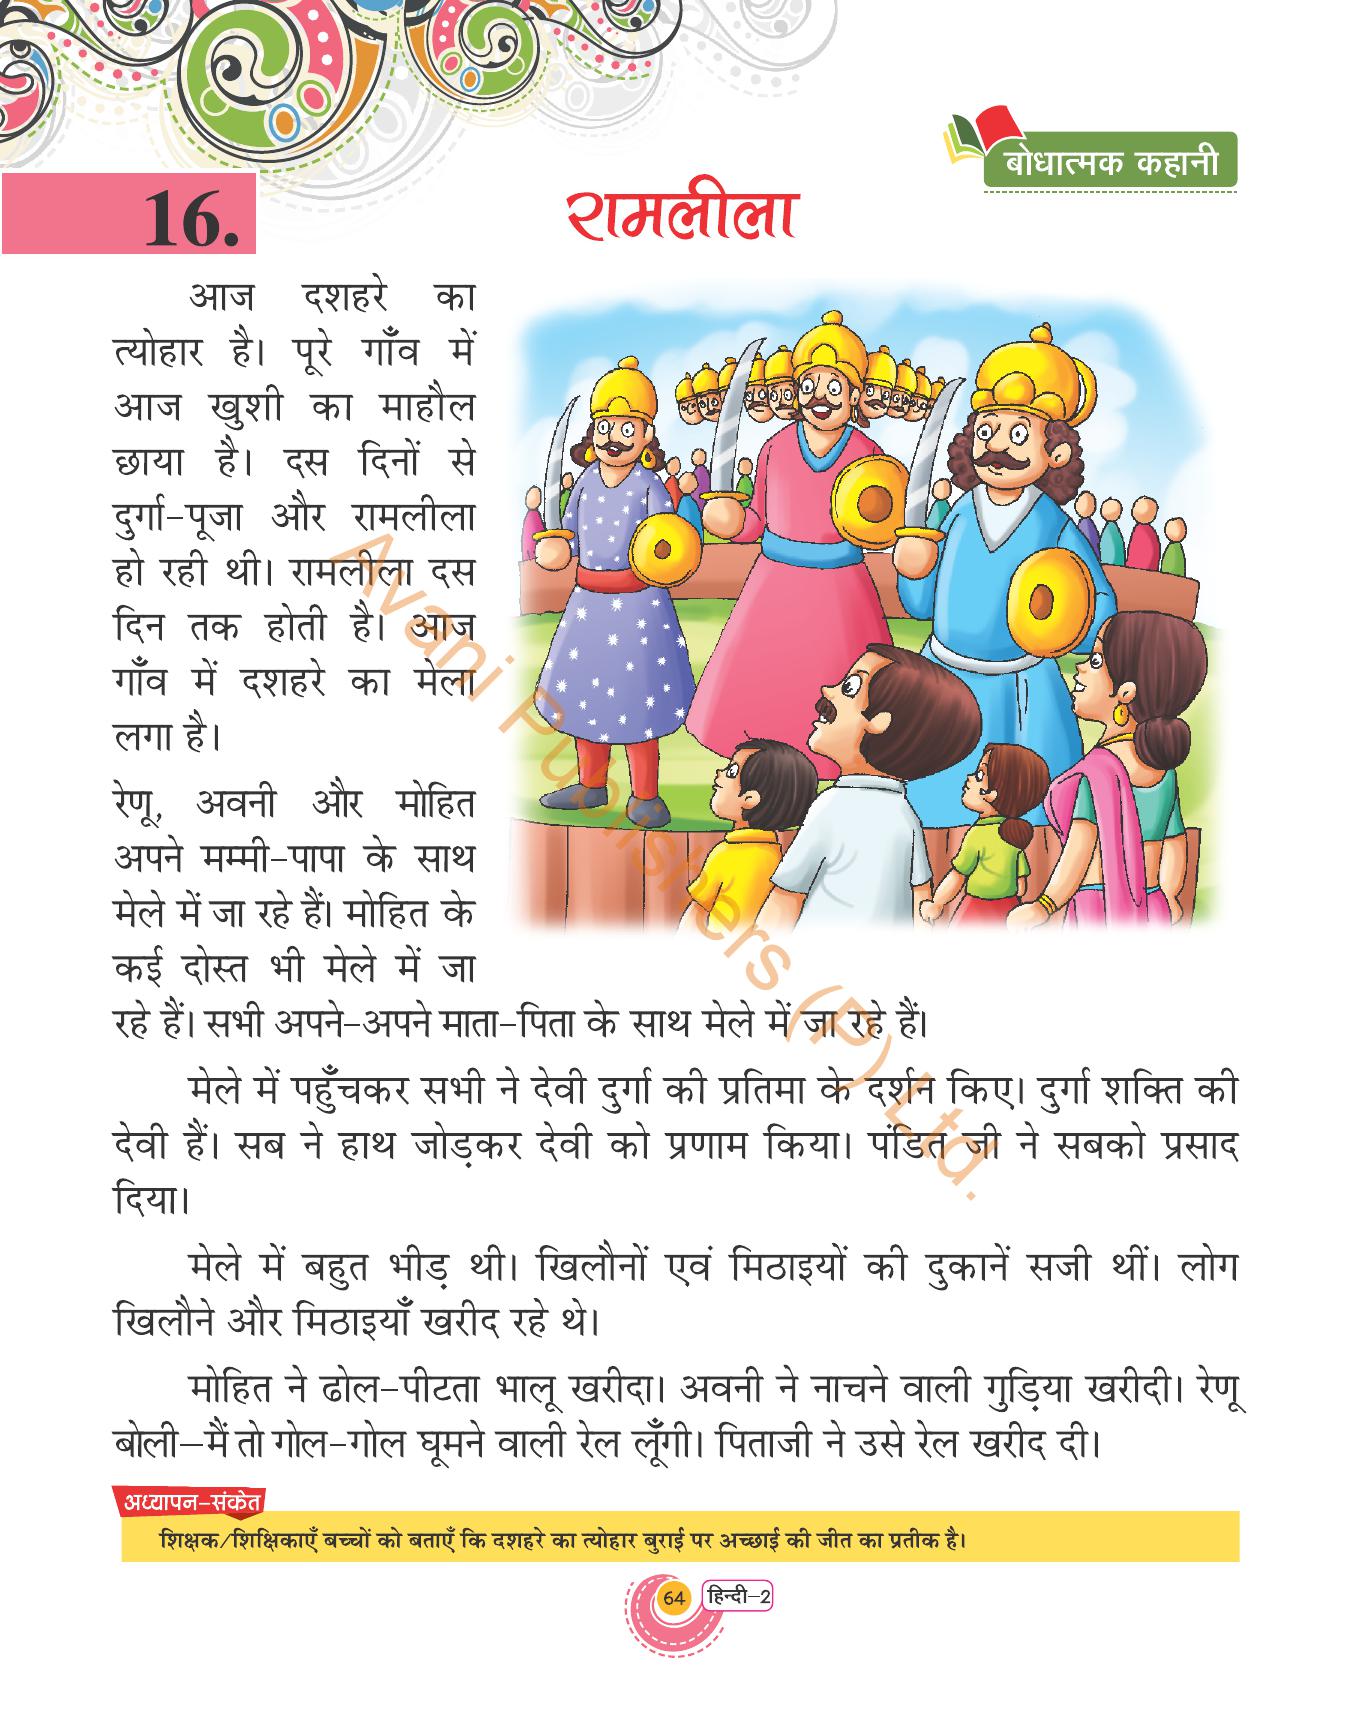 बोधात्मक कहानी
16.
रामलीला
आज दशहरे का
त्योहार है। पूरे गाँव में
आज खुशी का माहौल
छाया है। दस दिनों से
दुर्गा-पूजा और रामलीला
हो रही थी। रामलीला दस
दिन तक होती है। आज
गाँव में दशहरे का मेला
लगा है।
रेणू, अवनी और मोहित
अपने मम्मी-पापा के साथ
मेले में जा रहे हैं। मोहित के
कई दोस्त भी मेले में जा
रहे हैं। सभी अपने-अपने माता-पिता के साथ मेले में जा रहे हैं।
मेले में पहुँचकर सभी ने देवी दुर्गा की प्रतिमा के दर्शन किए। दुर्गा शक्ति की
देवी हैं। सब ने हाथ जोड़कर देवी को प्रणाम किया। पंडित जी ने सबको प्रसाद
दिया।
मेले में बहुत भीड़ थी। खिलौनों एवं मिठाइयों की दुकानें सजी थीं। लोग
खिलौने और मिठाइयाँ खरीद रहे थे।
मोहित ने ढोल-पीटता भालू खरीदा। अवनी ने नाचने वाली गुड़िया खरीदी। रेणू
बोली—मैं तो गोल-गोल घूमने वाली रेल लूँगी। पिताजी ने उसे रेल खरीद दी।
अध्यापन-संकेत
शिक्षक/शिक्षिकाएँ बच्चों को बताएँ कि दशहरे का त्योहार बुराई पर अच्छाई की जीत का प्रतीक है।
64 हिन्दी-2
Avani Publishers (P) Ltd.